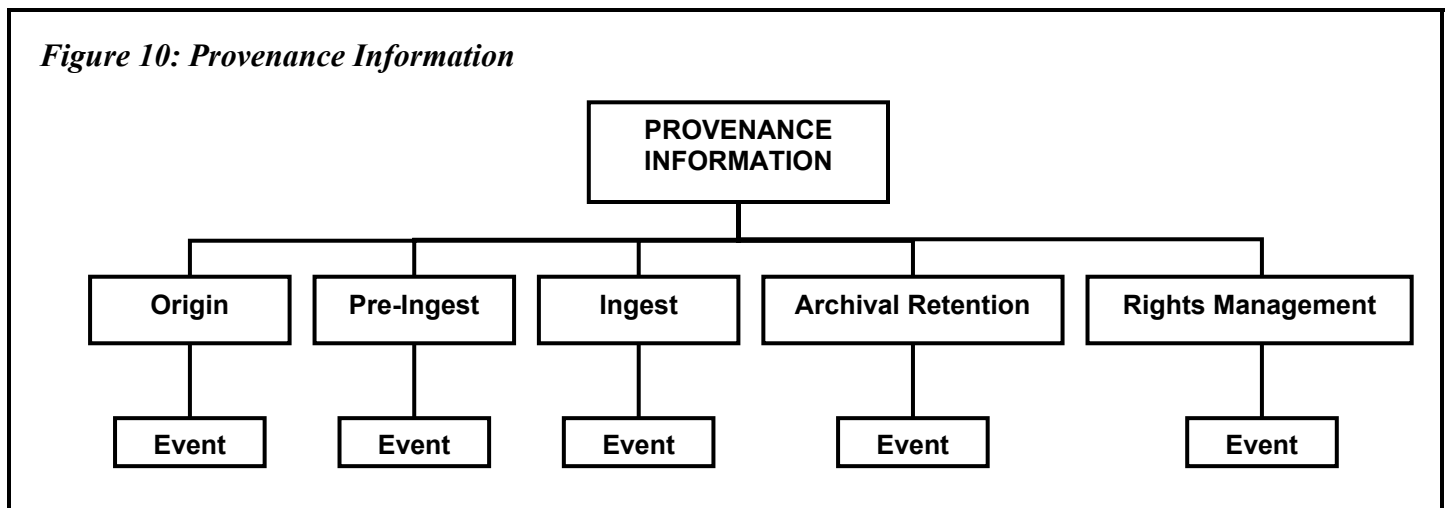 Figure 10: Provenance Information
PROVENANCE
INFORMATION
Origin
Pre-Ingest
Ingest
Archival Retention
Rights Management
Event
Event
Event
Event
Event